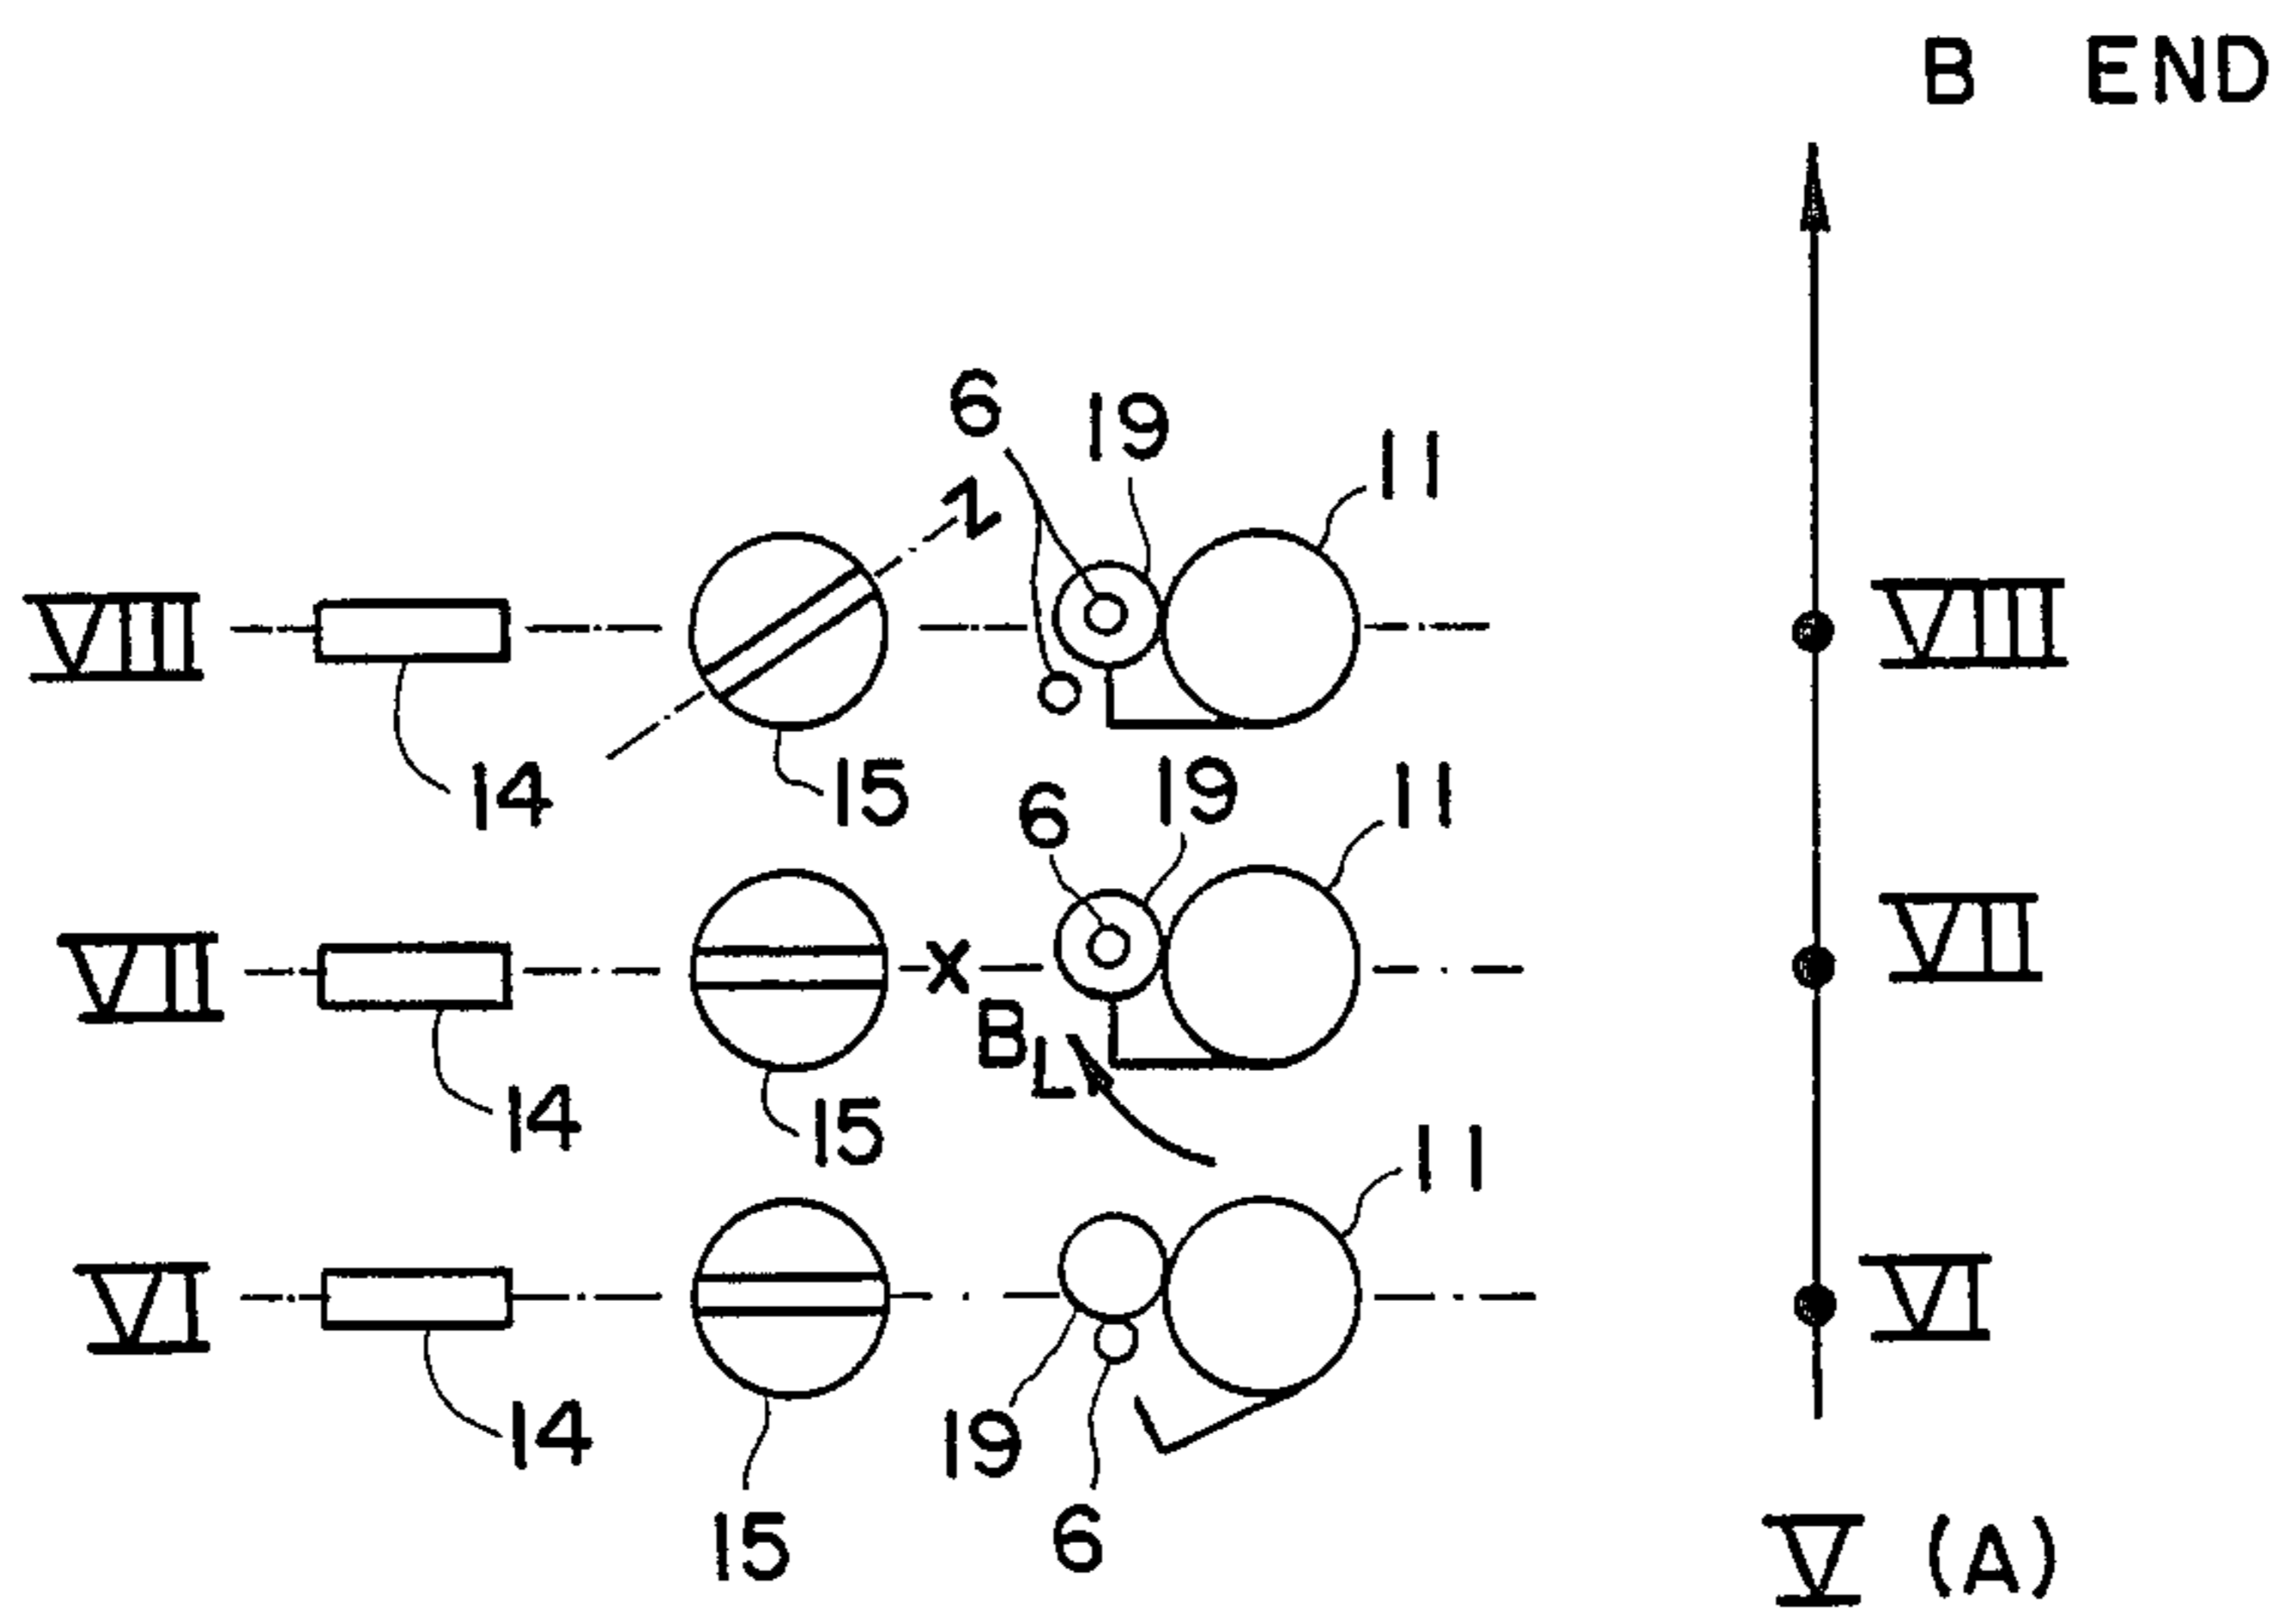 B END
6 19 11
Z
VIII VIII
14 15
6 19 11
VII X VII
BL
14 15
11
VI VI
14 19
15 6
V (A)